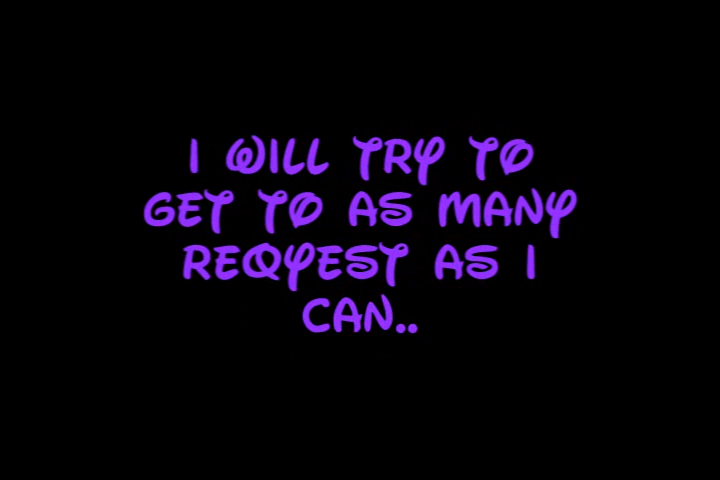 I WILL TRY TO
GET TO AS MANY
REQYEST AS I
CAN..